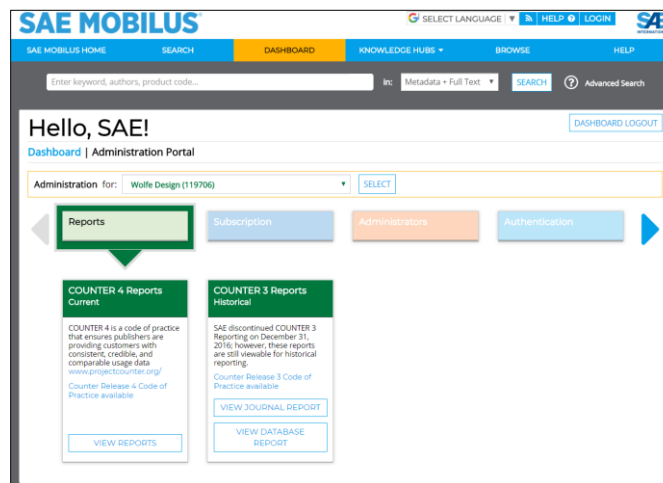 SAE MOBILUS®
G SELECT LANGUAGE ▼ HELP ? LOGIN
SAE
INTERNATIONAL
SAE MOBILUS HOME SEARCH DASHBOARD KNOWLEDGE HUBS BROWSE HELP
Enter keyword, authors, product code... In: Metadata + Full Text SEARCH ? Advanced Search
Hello, SAE!
DASHBOARD LOGOUT
Dashboard | Administration Portal
Administration for: Wolfe Design (119706) SELECT
Reports Subscription Administrators Authentication
COUNTER 4 Reports
Current
COUNTER 4 is a code of practice
that ensures publishers are
providing customers with
consistent, credible, and
comparable usage data
www.projectcounter.org/
Counter Release 4 Code of
Practice available
VIEW REPORTS
COUNTER 3 Reports
Historical
SAE discontinued COUNTER 3
Reporting on December 31,
2016; however, these reports
are still viewable for historical
reporting.
Counter Release 3 Code of
Practice available
VIEW JOURNAL REPORT
VIEW DATABASE
REPORT